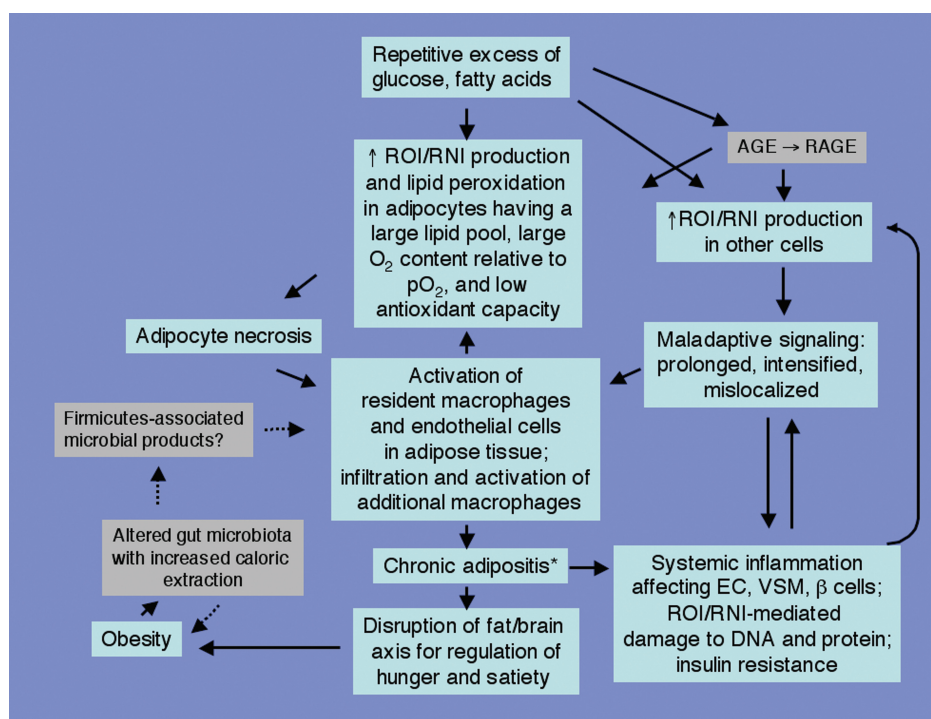 Repetitive excess of
glucose, fatty acids
AGE → RAGE
↑ ROI/RNI production
and lipid peroxidation
in adipocytes having a
large lipid pool, large
O₂ content relative to
pO₂, and low
antioxidant capacity
↑ROI/RNI production
in other cells
Adipocyte necrosis
Maladaptive signaling:
prolonged, intensified,
mislocalized
Activation of
resident macrophages
and endothelial cells
in adipose tissue;
infiltration and activation of
additional macrophages
Firmicutes-associated
microbial products?
Altered gut microbiota
with increased caloric
extraction
Chronic adipositis*
Systemic inflammation
affecting EC, VSM, β cells;
ROI/RNI-mediated
damage to DNA and protein;
insulin resistance
Obesity
Disruption of fat/brain
axis for regulation of
hunger and satiety